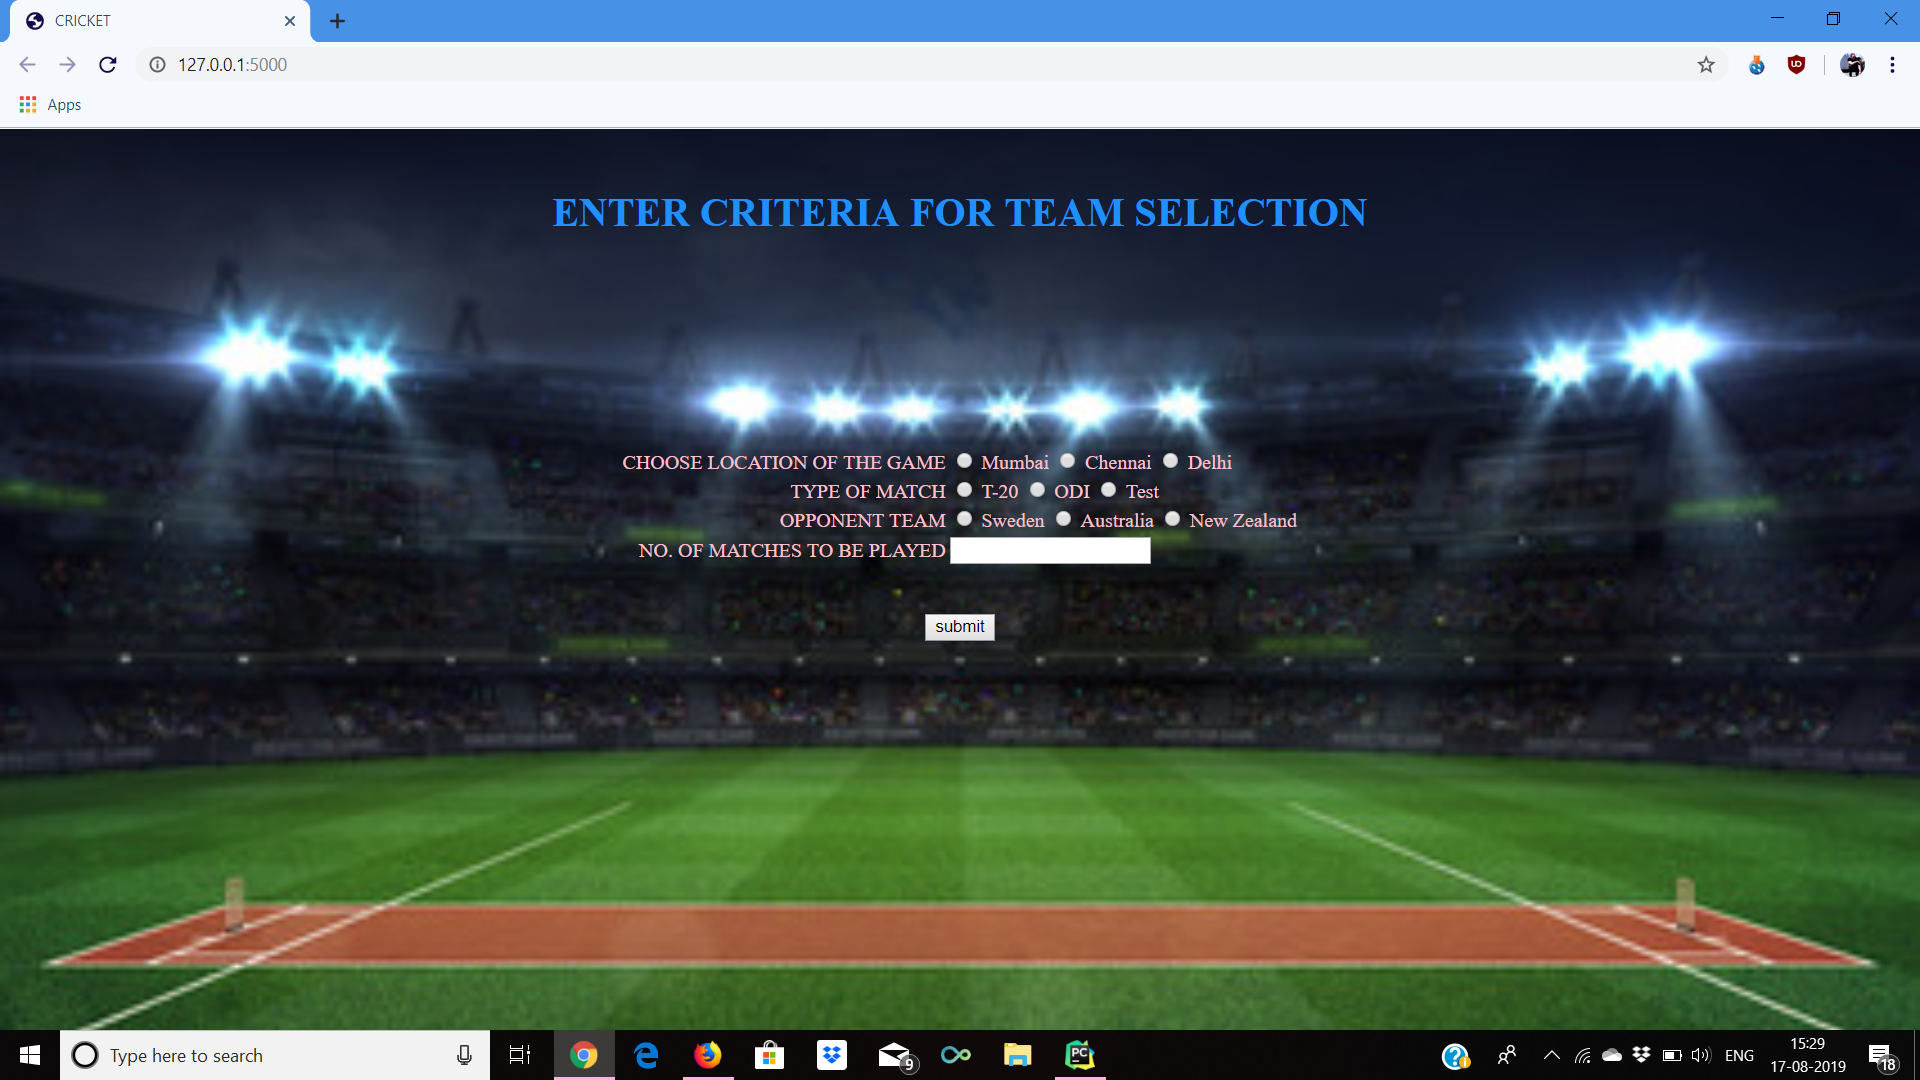 CRICKET
127.0.0.1:5000
Apps
ENTER CRITERIA FOR TEAM SELECTION
CHOOSE LOCATION OF THE GAME Mumbai Chennai Delhi
TYPE OF MATCH T-20 ODI Test
OPPONENT TEAM Sweden Australia New Zealand
NO. OF MATCHES TO BE PLAYED
submit
Type here to search
9
PC
ENG
15:29
17-08-2019
18